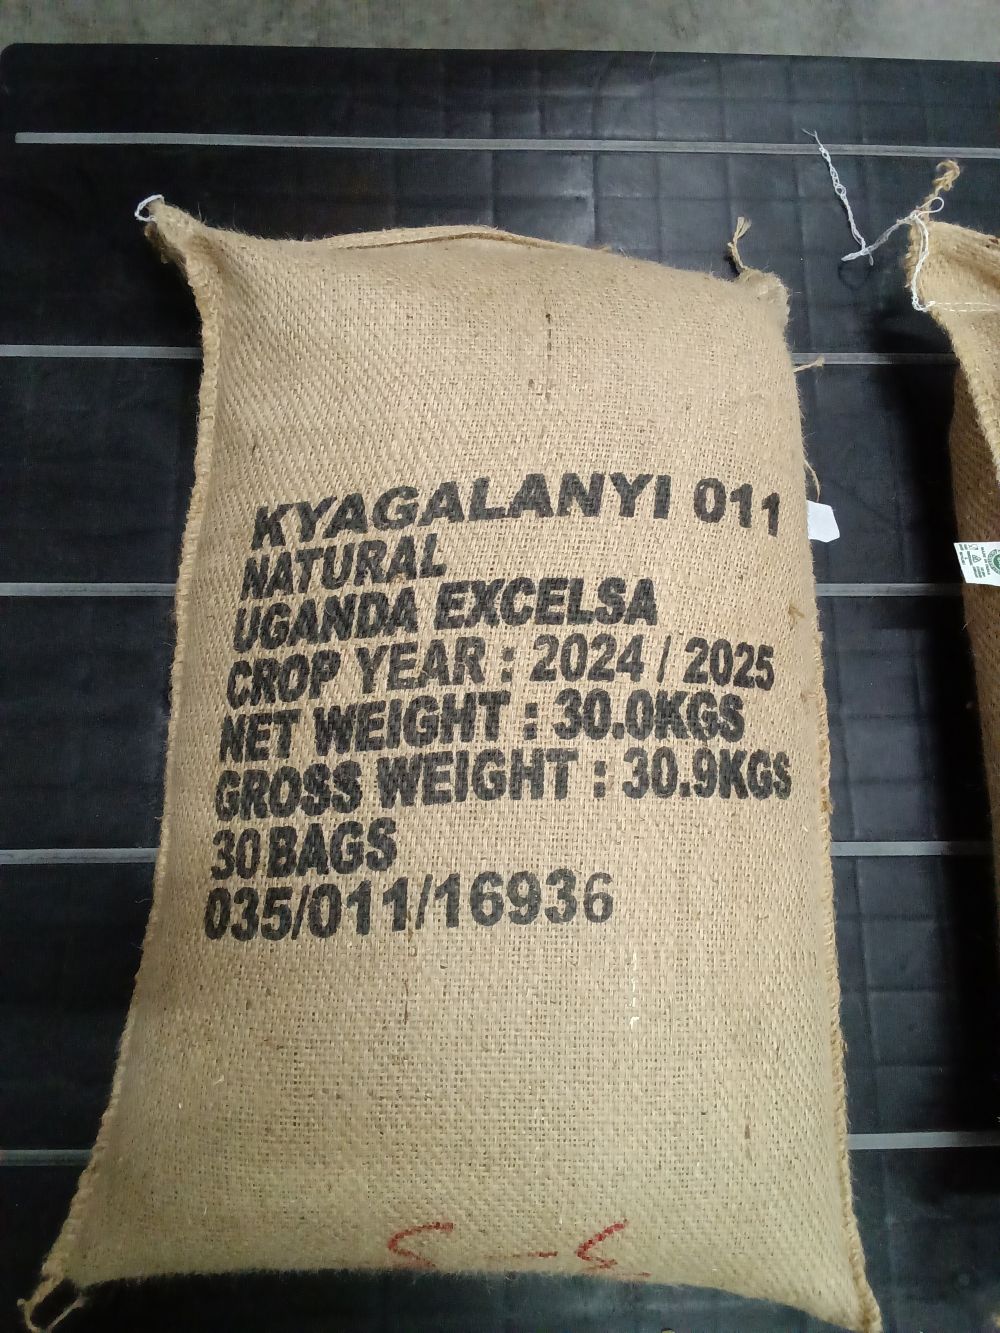 KYAGALANYI 011
NATURAL
UGANDA EXCELSA
CROP YEAR : 2024 / 2025
NET WEIGHT : 30.0KGS
GROSS WEIGHT : 30.9KGS
30 BAGS
035/011/16936